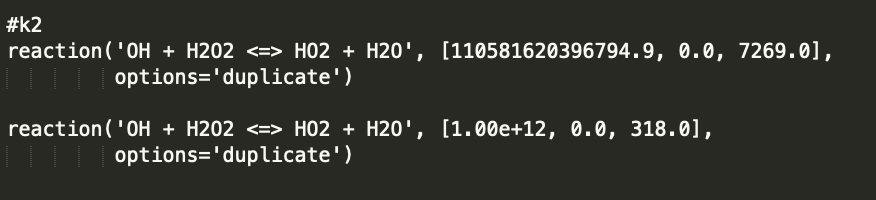 #k2
reaction('OH + H2O2 <=> HO2 + H2O', [110581620396794.9, 0.0, 7269.0],
options='duplicate')
reaction('OH + H2O2 <=> HO2 + H2O', [1.00e+12, 0.0, 318.0],
options='duplicate')